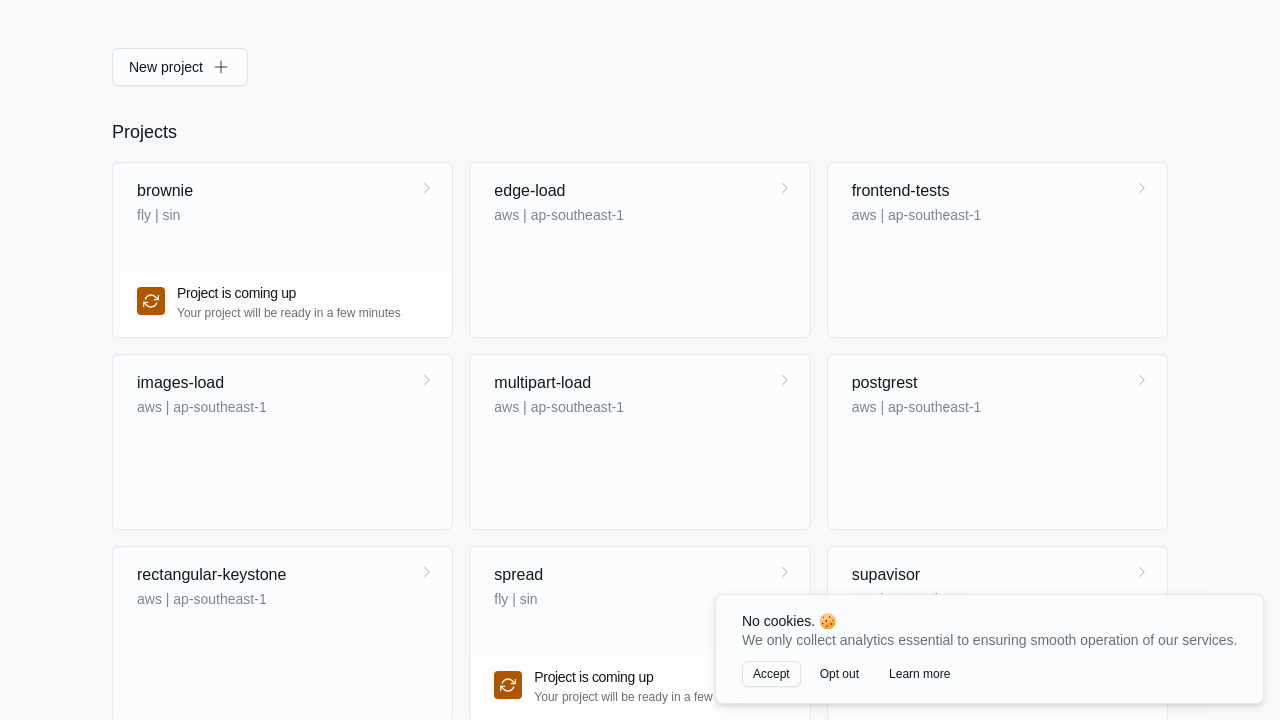 New project
Projects
brownie
fly | sin
Project is coming up
Your project will be ready in a few minutes
edge-load
aws | ap-southeast-1
frontend-tests
aws | ap-southeast-1
images-load
aws | ap-southeast-1
multipart-load
aws | ap-southeast-1
postgrest
aws | ap-southeast-1
rectangular-keystone
aws | ap-southeast-1
spread
fly | sin
Project is coming up
Your project will be ready in a few
supavisor
No cookies. 🍪
We only collect analytics essential to ensuring smooth operation of our services.
Accept
Opt out
Learn more